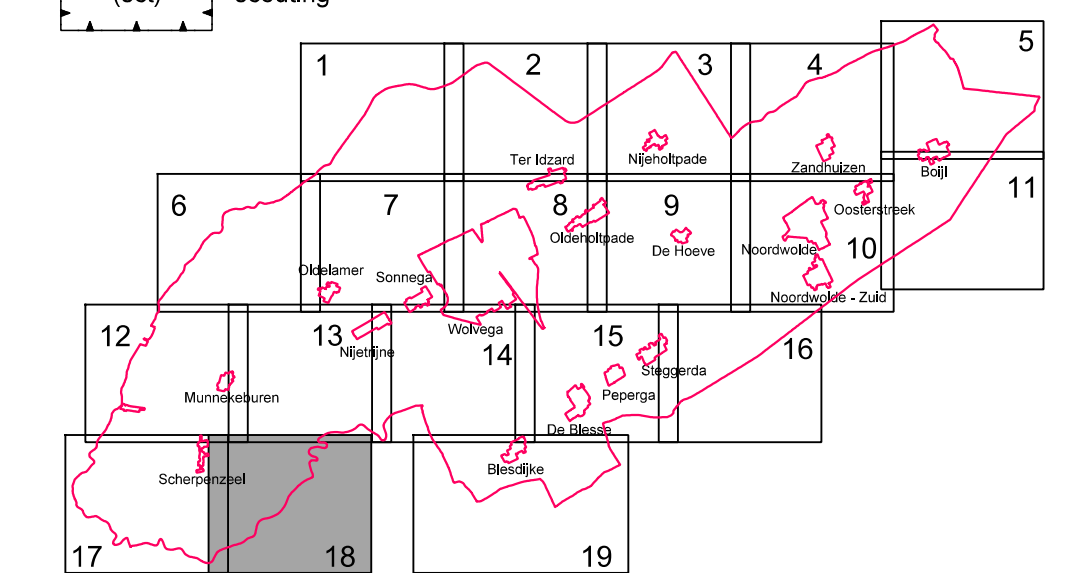 scouting
1
2
3
4
5
Ter Idzard
Nijeholtpade
Zandhuizen
Boijl
6
7
8
9
Oosterstreek
11
Oldeholtpade
De Hoeve
Noordwolde
10
Oldelamer
Sonnega
Noordwolde - Zuid
12
13
Wolvega
15
16
Nijetrijne
14
Steggerda
Munnekeburen
Peperga
De Blesse
Scherpenzeel
Blesdijke
17
18
19